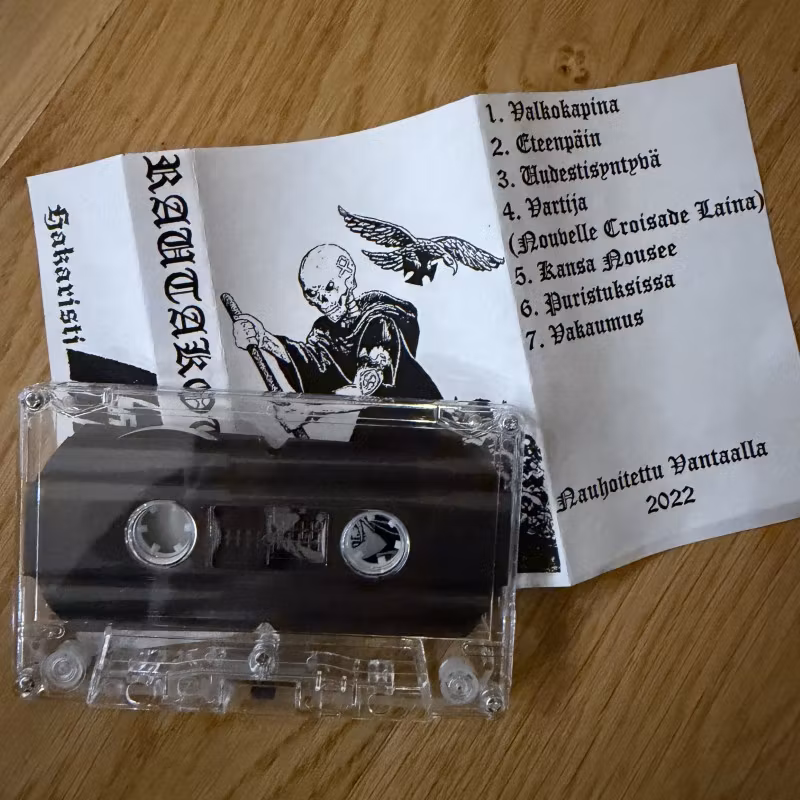 Hakaristi
RAUTAKO
1. Valkokapina
2. Eteenpäin
3. Uudestisyntyvä
4. Vartija
(Nouvelle Croisade Laina)
5. Kansa Nousee
6. Puristuksissa
7. Vakaumus
Nauhoitettu Vantaalla
2022